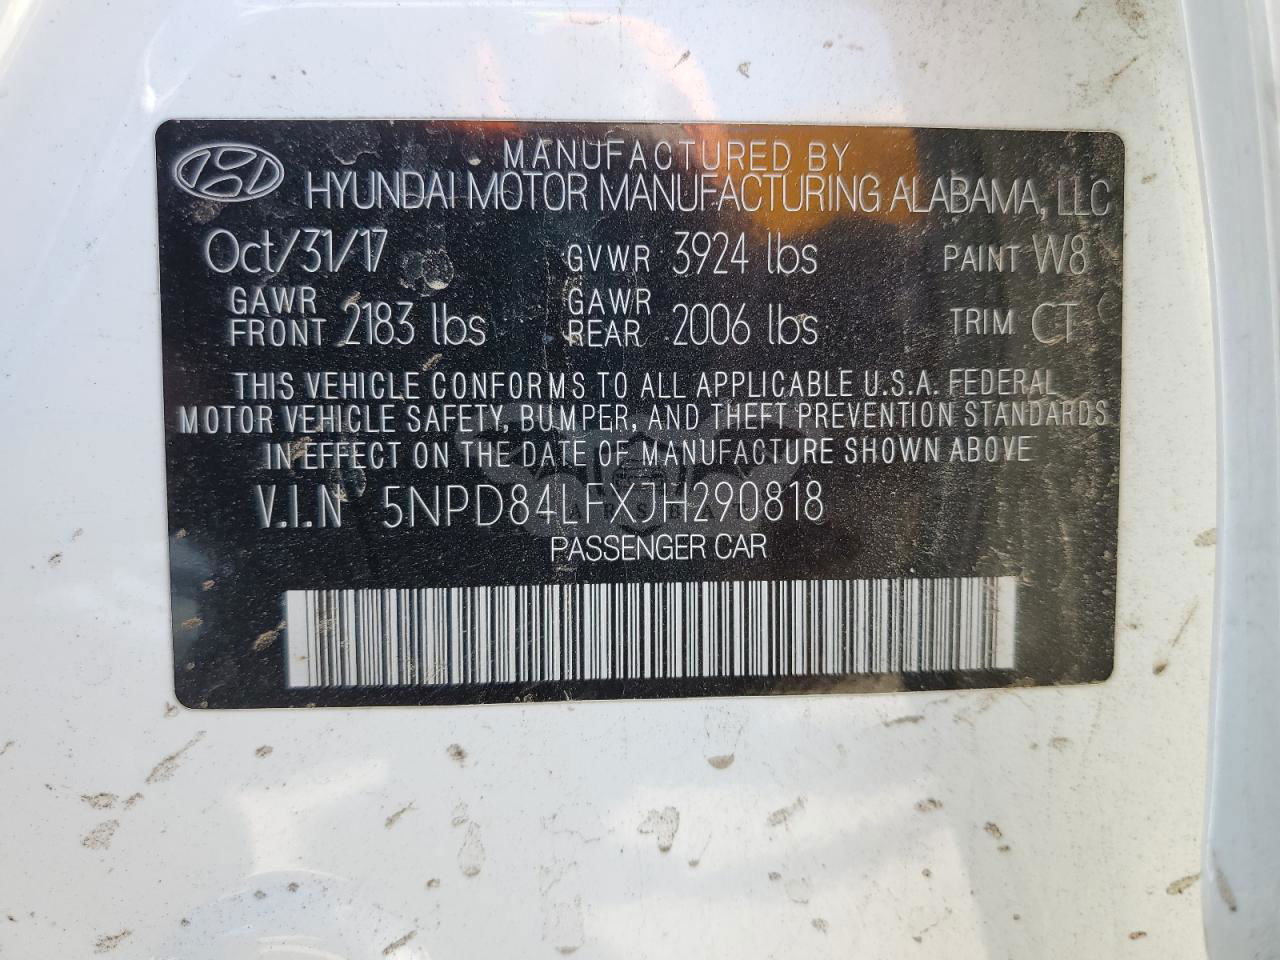 MANUFACTURED BY
HYUNDAI MOTOR MANUFACTURING ALABAMA, LLC
Oct/31/17 GVWR 3924 lbs PAINT W8
GAWR FRONT 2183 lbs GAWR REAR 2006 lbs TRIM CT
THIS VEHICLE CONFORMS TO ALL APPLICABLE U.S.A. FEDERAL
MOTOR VEHICLE SAFETY, BUMPER, AND THEFT PREVENTION STANDARDS
IN EFFECT ON THE DATE OF MANUFACTURE SHOWN ABOVE
V.I.N 5NPD84LFXJH290818
PASSENGER CAR